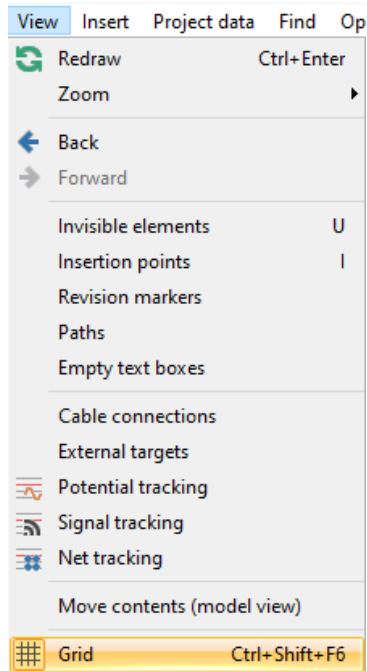 View Insert Project data Find Op
Redraw Ctrl+Enter
Zoom
Back
Forward
Invisible elements U
Insertion points I
Revision markers
Paths
Empty text boxes
Cable connections
External targets
Potential tracking
Signal tracking
Net tracking
Move contents (model view)
Grid Ctrl+Shift+F6